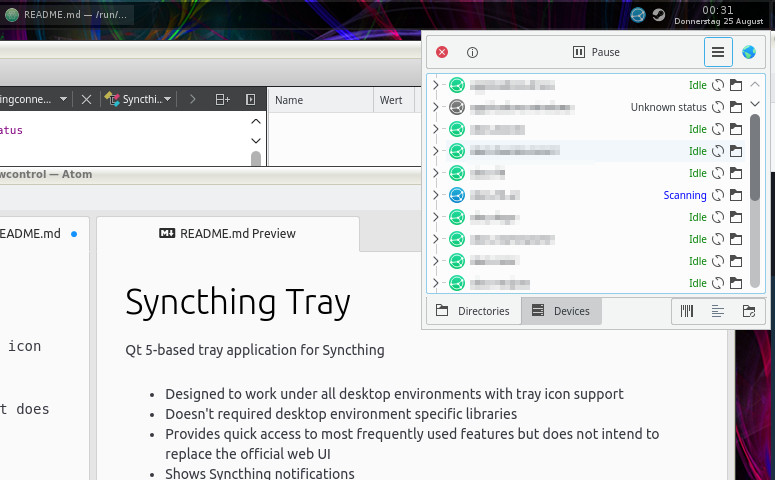 README.md — /run/...
00:31
Donnerstag 25 August
Pause
ingconne...
Syncthi...
Name
Wert
atus
Idle
Unknown status
Idle
Idle
Idle
Scanning
Idle
Idle
Idle
Idle
Directories
Devices
wcontrol — Atom
EADME.md
README.md Preview
icon
t does
Syncthing Tray
Qt 5-based tray application for Syncthing
Designed to work under all desktop environments with tray icon support
Doesn't required desktop environment specific libraries
Provides quick access to most frequently used features but does not intend to
replace the official web UI
Shows Syncthing notifications